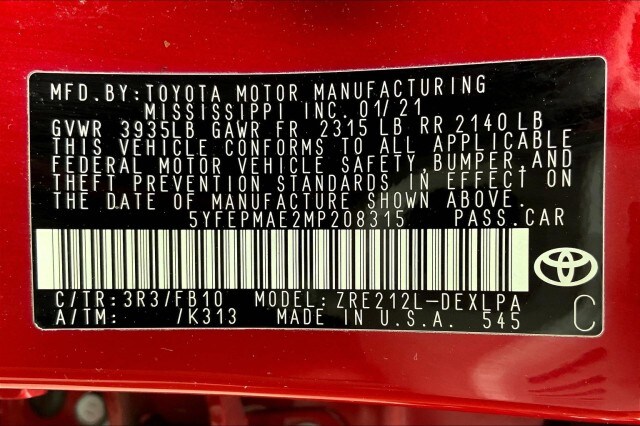 MFD. BY: TOYOTA MOTOR MANUFACTURING
MISSISSIPPI INC. 01/21
GVWR 3935LB GAWR FR 2315 LB RR 2140 LB
THIS VEHICLE CONFORMS TO ALL APPLICABLE
FEDERAL MOTOR VEHICLE SAFETY, BUMPER, AND
THEFT PREVENTION STANDARDS IN EFFECT ON
THE DATE OF MANUFACTURE SHOWN ABOVE.
5YFEPMAE2MP208315 PASS. CAR
C/TR: 3R3/FB10 MODEL: ZRE212L-DEXLPA
A/TM: /K313 MADE IN U.S.A. 545
C